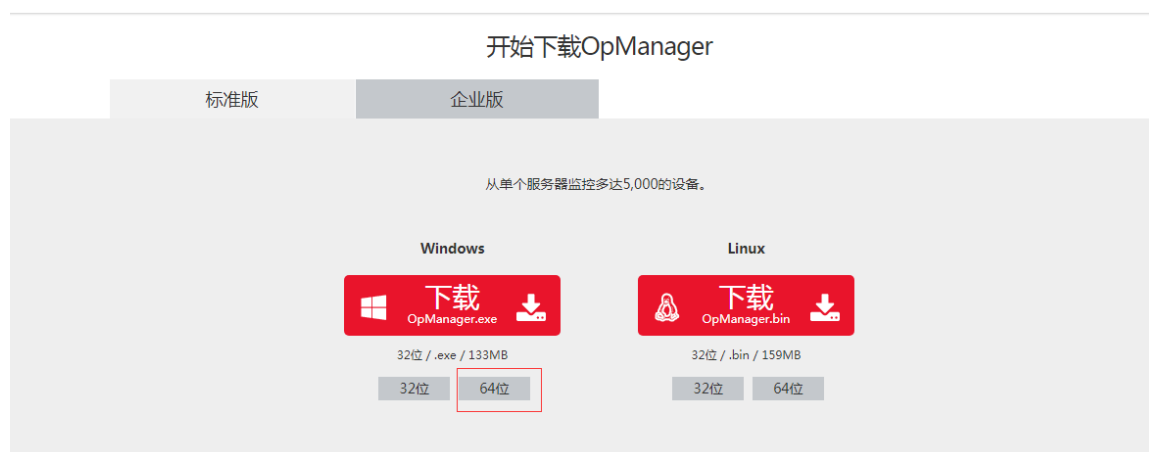 开始下载OpManager
标准版
企业版
从单个服务器监控多达5,000的设备。
Windows
Linux
下载
OpManager.exe
下载
OpManager.bin
32位 / .exe / 133MB
32位 / .bin / 159MB
32位
64位
32位
64位